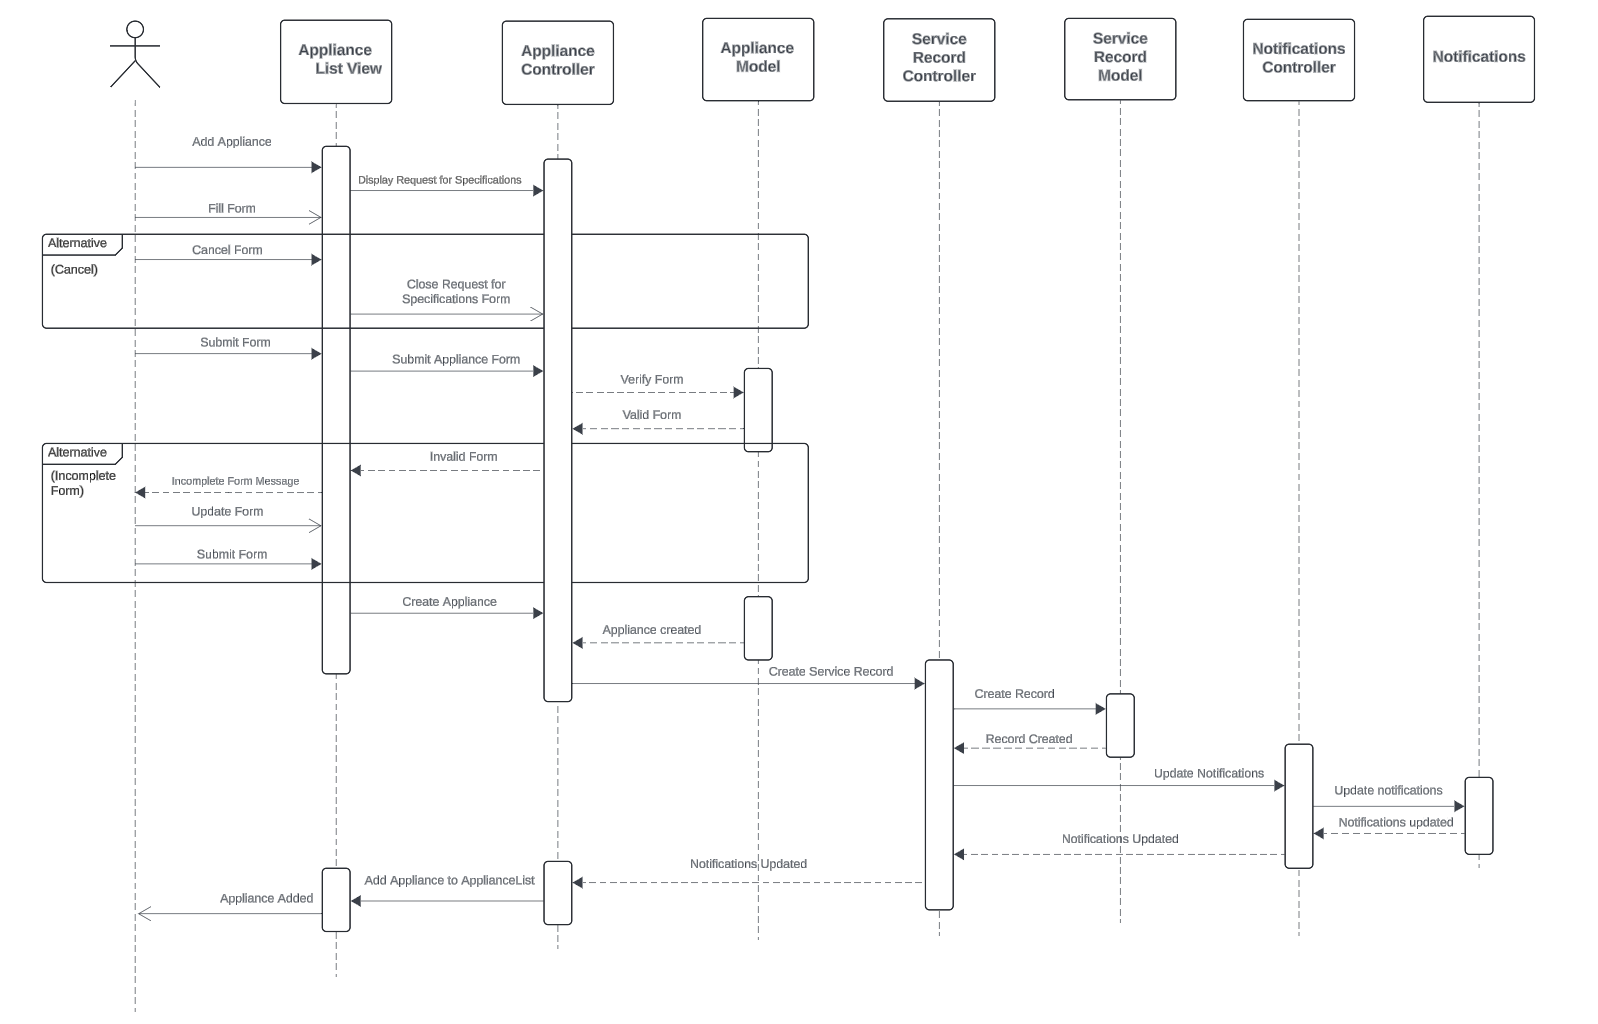 Appliance
List View
Appliance
Controller
Appliance
Model
Service
Record
Controller
Service
Record
Model
Notifications
Controller
Notifications
Add Appliance
Display Request for Specifications
Fill Form
Alternative
(Cancel)
Cancel Form
Close Request for
Specifications Form
Submit Form
Submit Appliance Form
Verify Form
Valid Form
Alternative
(Incomplete
Form)
Invalid Form
Incomplete Form Message
Update Form
Submit Form
Create Appliance
Appliance created
Create Service Record
Create Record
Record Created
Update Notifications
Update notifications
Notifications updated
Notifications Updated
Notifications Updated
Add Appliance to ApplianceList
Appliance Added